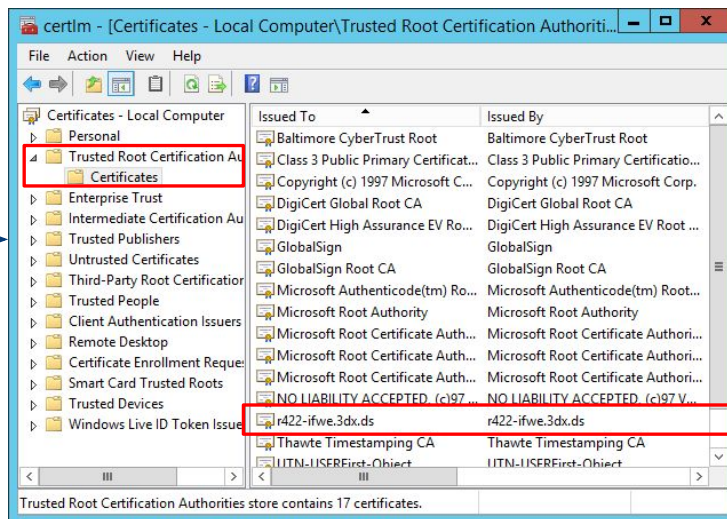 certlm - [Certificates - Local Computer\Trusted Root Certification Authoriti...
File Action View Help
Certificates - Local Computer
Personal
Trusted Root Certification Au
Certificates
Enterprise Trust
Intermediate Certification Au
Trusted Publishers
Untrusted Certificates
Third-Party Root Certification
Trusted People
Client Authentication Issuers
Remote Desktop
Certificate Enrollment Reques
Smart Card Trusted Roots
Trusted Devices
Windows Live ID Token Issue
Issued To Issued By
Baltimore CyberTrust Root Baltimore CyberTrust Root
Class 3 Public Primary Certificat... Class 3 Public Primary Certificatio...
Copyright (c) 1997 Microsoft C... Copyright (c) 1997 Microsoft Corp.
DigiCert Global Root CA DigiCert Global Root CA
DigiCert High Assurance EV Ro... DigiCert High Assurance EV Root ...
GlobalSign GlobalSign
GlobalSign Root CA GlobalSign Root CA
Microsoft Authenticode(tm) Ro... Microsoft Authenticode(tm) Root...
Microsoft Root Authority Microsoft Root Authority
Microsoft Root Certificate Auth... Microsoft Root Certificate Authori...
Microsoft Root Certificate Auth... Microsoft Root Certificate Authori...
Microsoft Root Certificate Auth... Microsoft Root Certificate Authori...
NO LIABILITY ACCEPTED, (c)97 ... NO LIABILITY ACCEPTED, (c)97 V...
r422-ifwe.3dx.ds r422-ifwe.3dx.ds
Thawte Timestamping CA Thawte Timestamping CA
UTN-USERFirst-Object UTN-USERFirst-Object
Trusted Root Certification Authorities store contains 17 certificates.